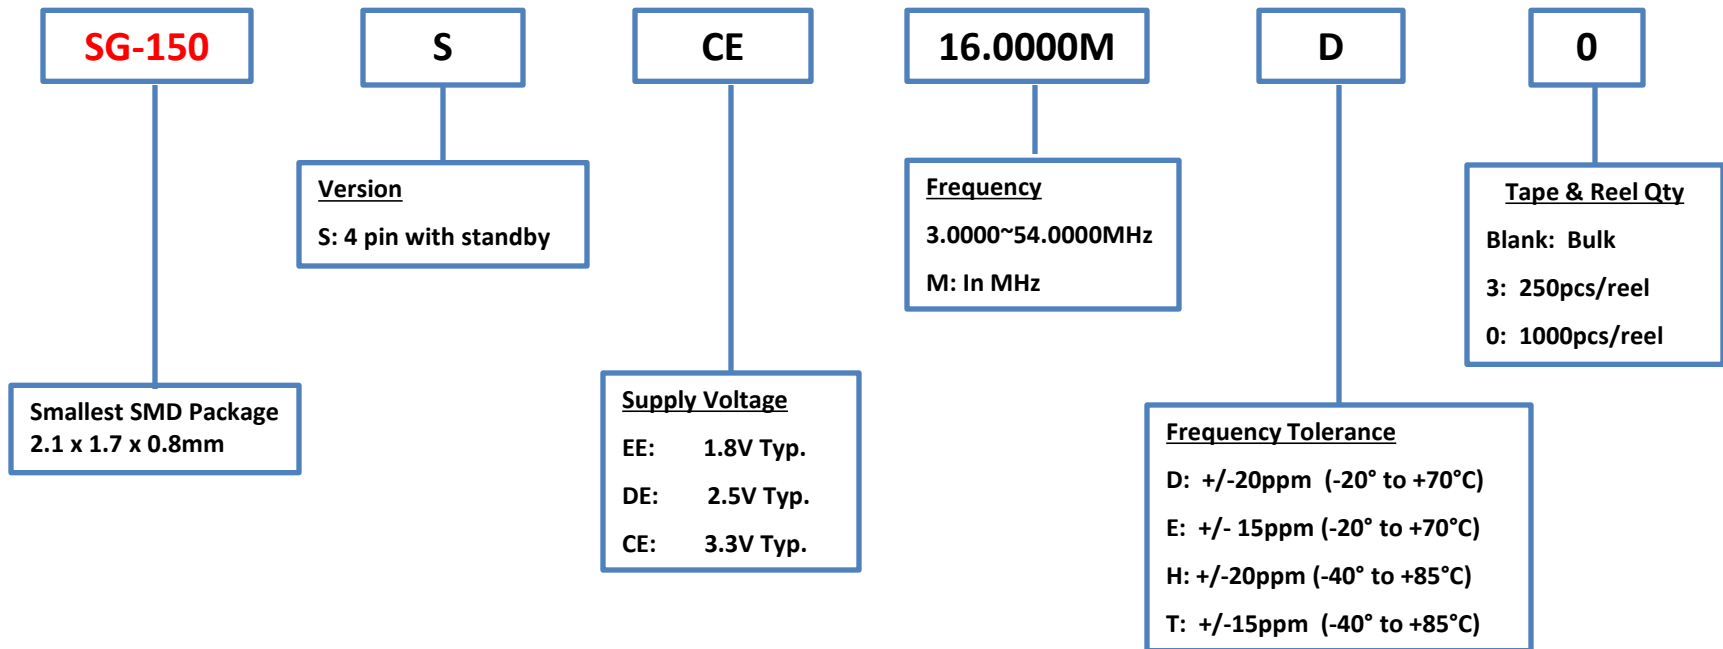 SG-150
S
CE
16.0000M
D
0
Version
S: 4 pin with standby
Frequency
3.0000~54.0000MHz
M: In MHz
Tape & Reel Qty
Blank: Bulk
3: 250pcs/reel
0: 1000pcs/reel
Smallest SMD Package
2.1 x 1.7 x 0.8mm
Supply Voltage
EE: 1.8V Typ.
DE: 2.5V Typ.
CE: 3.3V Typ.
Frequency Tolerance
D: +/-20ppm (-20° to +70°C)
E: +/- 15ppm (-20° to +70°C)
H: +/-20ppm (-40° to +85°C)
T: +/-15ppm (-40° to +85°C)